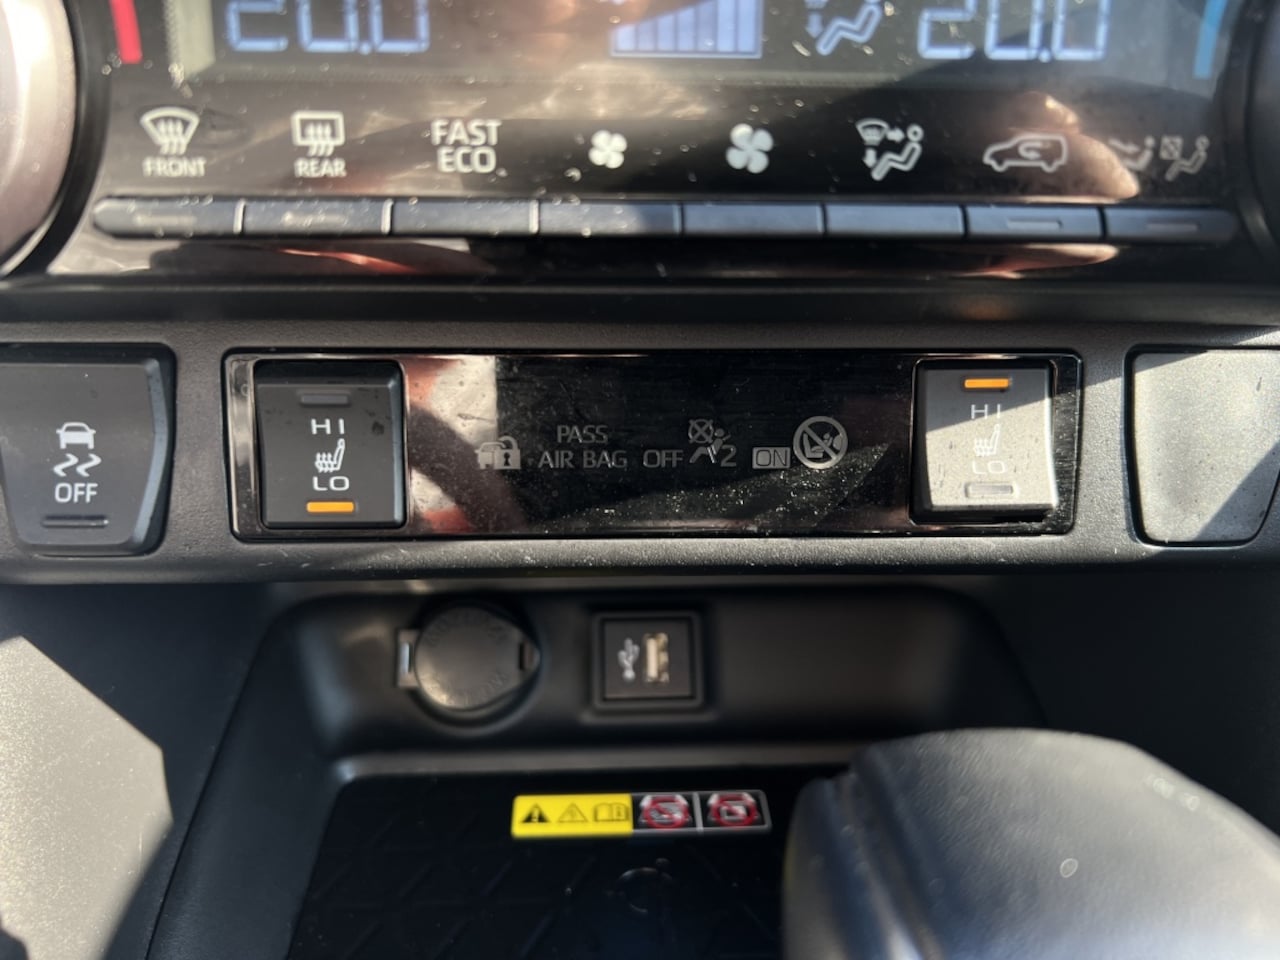 20.0
20.0
FRONT
REAR
FAST
ECO
OFF
HI
LO
PASS
AIR BAG OFF 2 ON
HI
LO